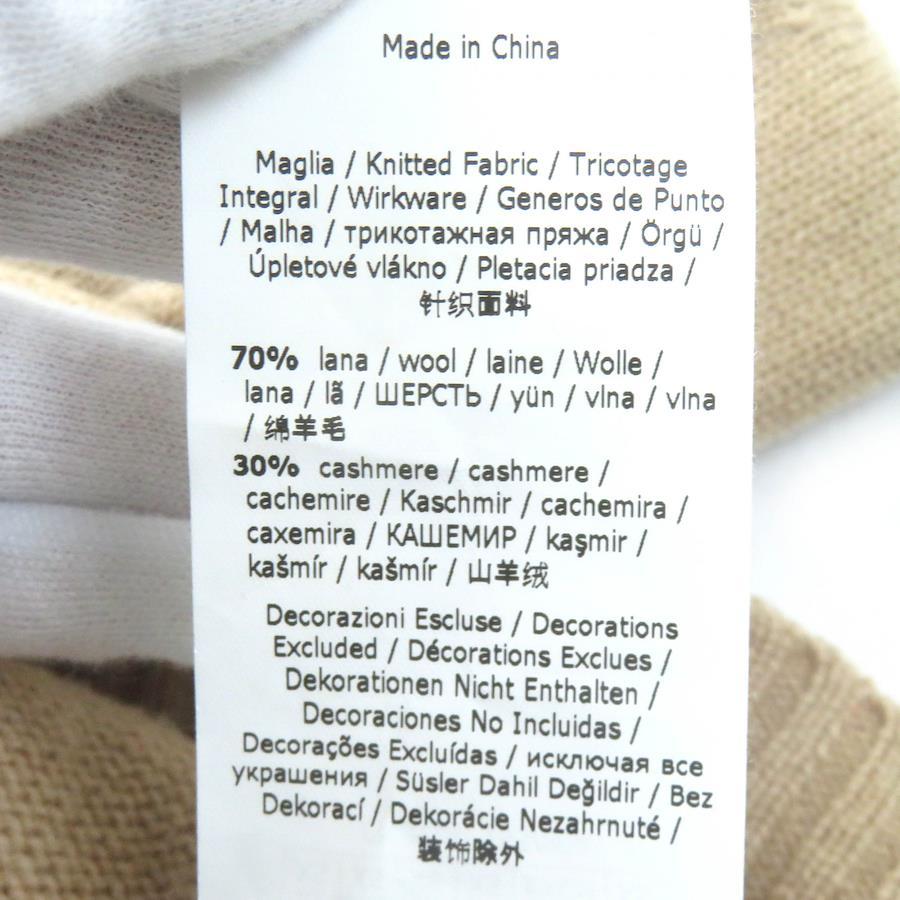 Made in China
Maglia / Knitted Fabric / Tricotage
Integral / Wirkware / Generos de Punto
/ Malha / трикотажная пряжа / Örgü /
Úpletové vlákno / Pletacia priadza /
针织面料
70% lana / wool / laine / Wolle /
lana / lã / ШЕРСТЬ / yün / vlna / vlna
/ 绵羊毛
30% cashmere / cashmere /
cachemire / Kaschmir / cachemira /
caxemira / КАШЕМИР / kaşmir /
kašmír / kašmír / 山羊绒
Decorazioni Escluse / Decorations
Excluded / Décorations Exclues /
Dekorationen Nicht Enthalten /
Decoraciones No Incluidas /
Decorações Excluídas / исключая все
украшения / Süsler Dahil Değildir / Bez
Dekorací / Dekorácie Nezahrnuté /
装饰除外